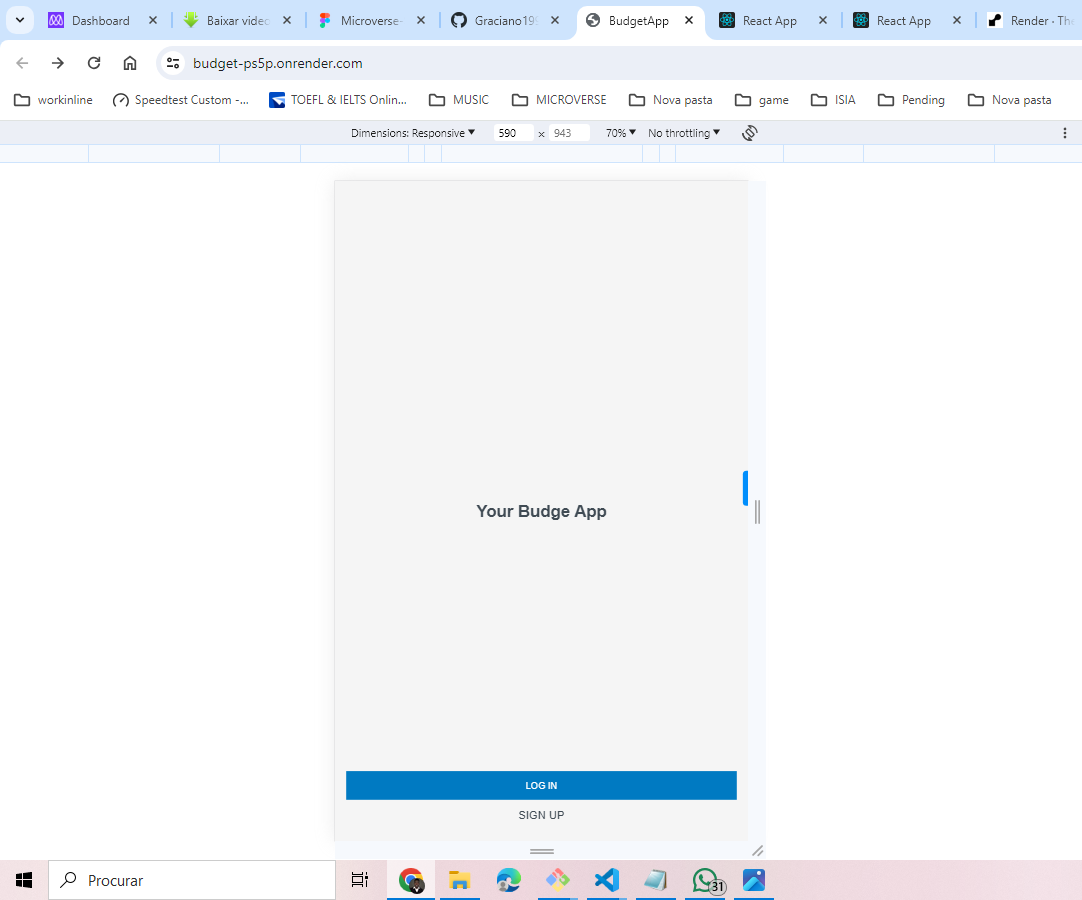 Dashboard
Baixar video
Microverse-
Graciano199
BudgetApp
React App
React App
Render · The
budget-ps5p.onrender.com
workinline
Speedtest Custom -...
TOEFL & IELTS Onlin...
MUSIC
MICROVERSE
Nova pasta
game
ISIA
Pending
Nova pasta
Dimensions: Responsive
590 × 943
70%
No throttling
Your Budge App
LOG IN
SIGN UP
Procurar
31